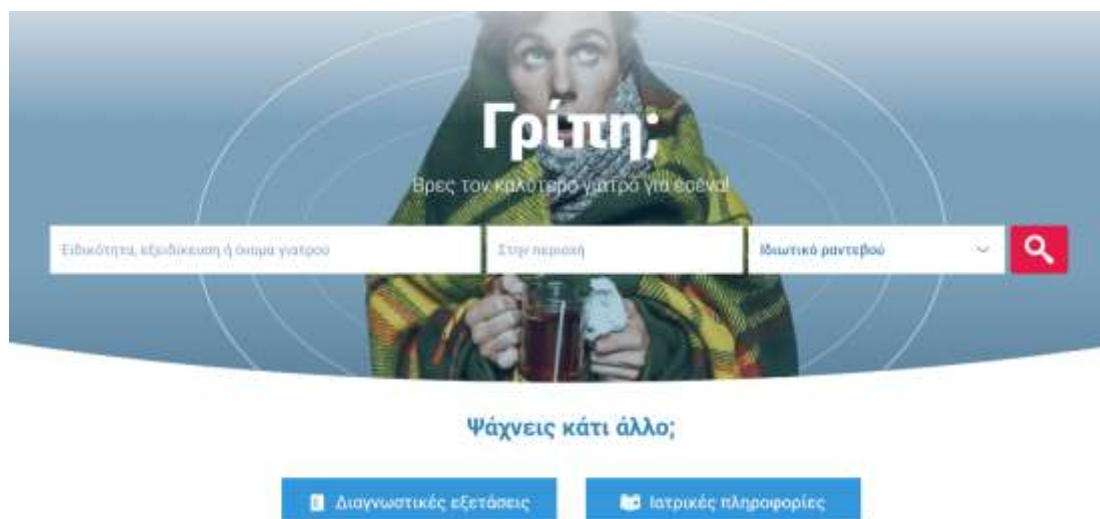 Γρίπη;
Βρες τον καλύτερο γιατρό για εσένα!
Ειδικότητα, εξειδίκευση ή όνομα γιατρού
Στην περιοχή
Ιδιωτικό ραντεβού
Ψάχνεις κάτι άλλο;
Διαγνωστικές εξετάσεις
Ιατρικές πληροφορίες